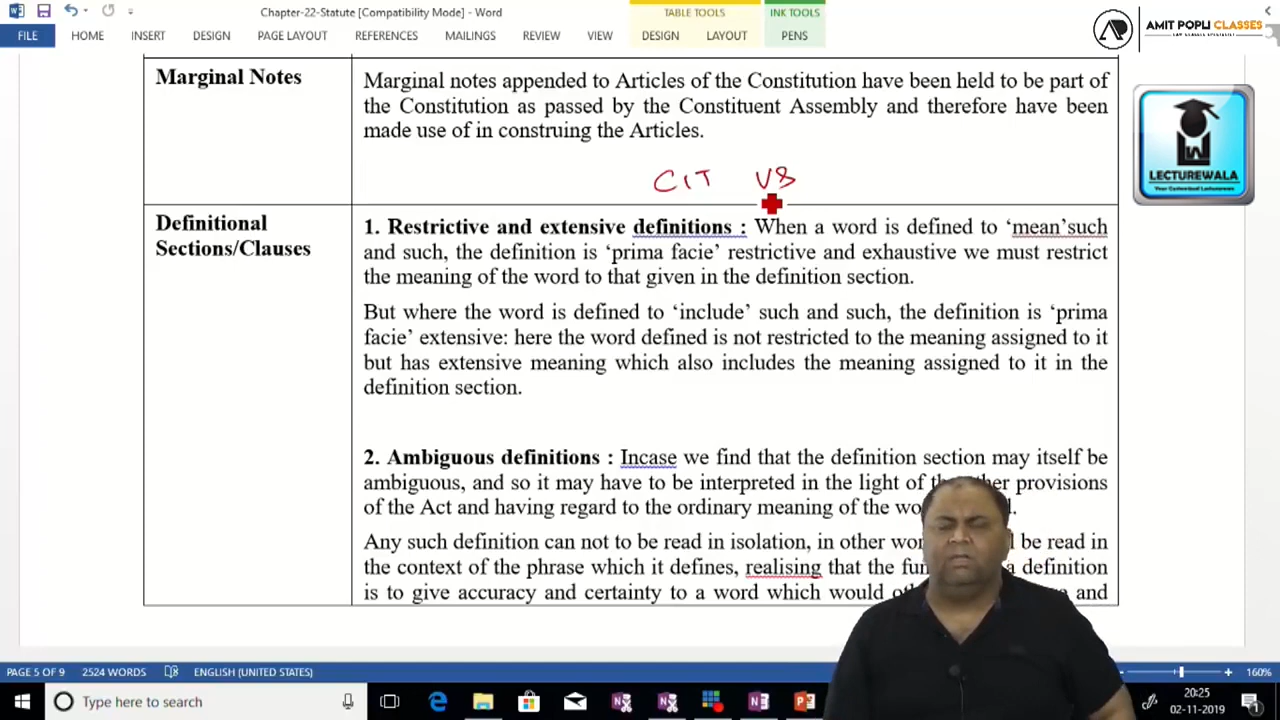 Chapter-22-Statute [Compatibility Mode] - Word
TABLE TOOLS
INK TOOLS
FILE HOME INSERT DESIGN PAGE LAYOUT REFERENCES MAILINGS REVIEW VIEW DESIGN LAYOUT PENS
AMIT POPLI CLASSES
Marginal Notes
Marginal notes appended to Articles of the Constitution have been held to be part of
the Constitution as passed by the Constituent Assembly and therefore have been
made use of in construing the Articles.
CIT VS
LECTUREWALA
Definitional
Sections/Clauses
1. Restrictive and extensive definitions : When a word is defined to ‘mean’such
and such, the definition is ‘prima facie’ restrictive and exhaustive we must restrict
the meaning of the word to that given in the definition section.
But where the word is defined to ‘include’ such and such, the definition is ‘prima
facie’ extensive: here the word defined is not restricted to the meaning assigned to it
but has extensive meaning which also includes the meaning assigned to it in the
definition section.
2. Ambiguous definitions : Incase we find that the definition section may itself be
ambiguous, and so it may have to be interpreted in the light of provisions
of the Act and having regard to the ordinary meaning of the
Any such definition can not to be read in isolation, in other be read in
the context of the phrase which it defines, realising that the a definition
is to give accuracy and certainty to a word which would and
PAGE 5 OF 9 2524 WORDS ENGLISH (UNITED STATES) 160%
Type here to search
20:25
02-11-2019